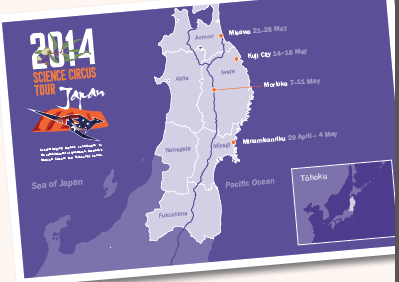 2014
SCIENCE CIRCUS
TOUR Japan
Aomori
Misawa 21–25 May
Kuji City 14–18 May
Akita
Iwate
Morioka 7–11 May
Yamagata
Miyagi
Minamisanriku 29 April – 4 May
Sea of Japan
Pacific Ocean
Fukushima
Tōhoku